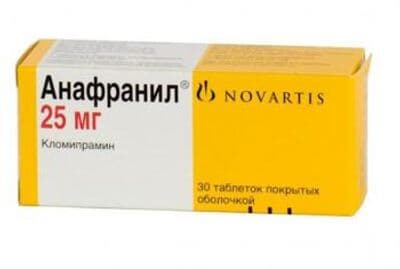 Анафранил®
25 мг
Кломипрамин
NOVARTIS
30 таблеток покрытых
оболочкой